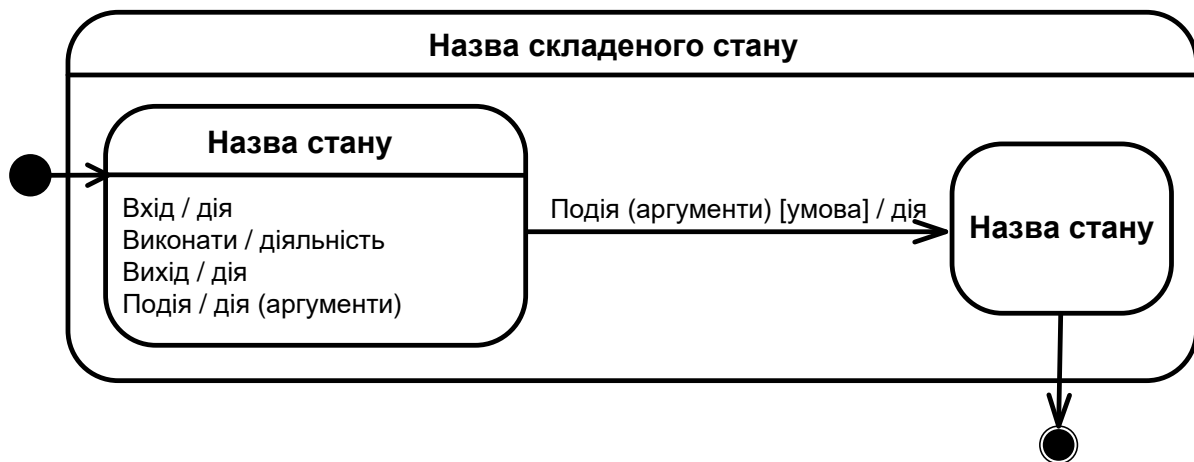 Назва складеного стану
Назва стану
Вхід / дія
Виконати / діяльність
Вихід / дія
Подія / дія (аргументи)
Подія (аргументи) [умова] / дія
Назва стану